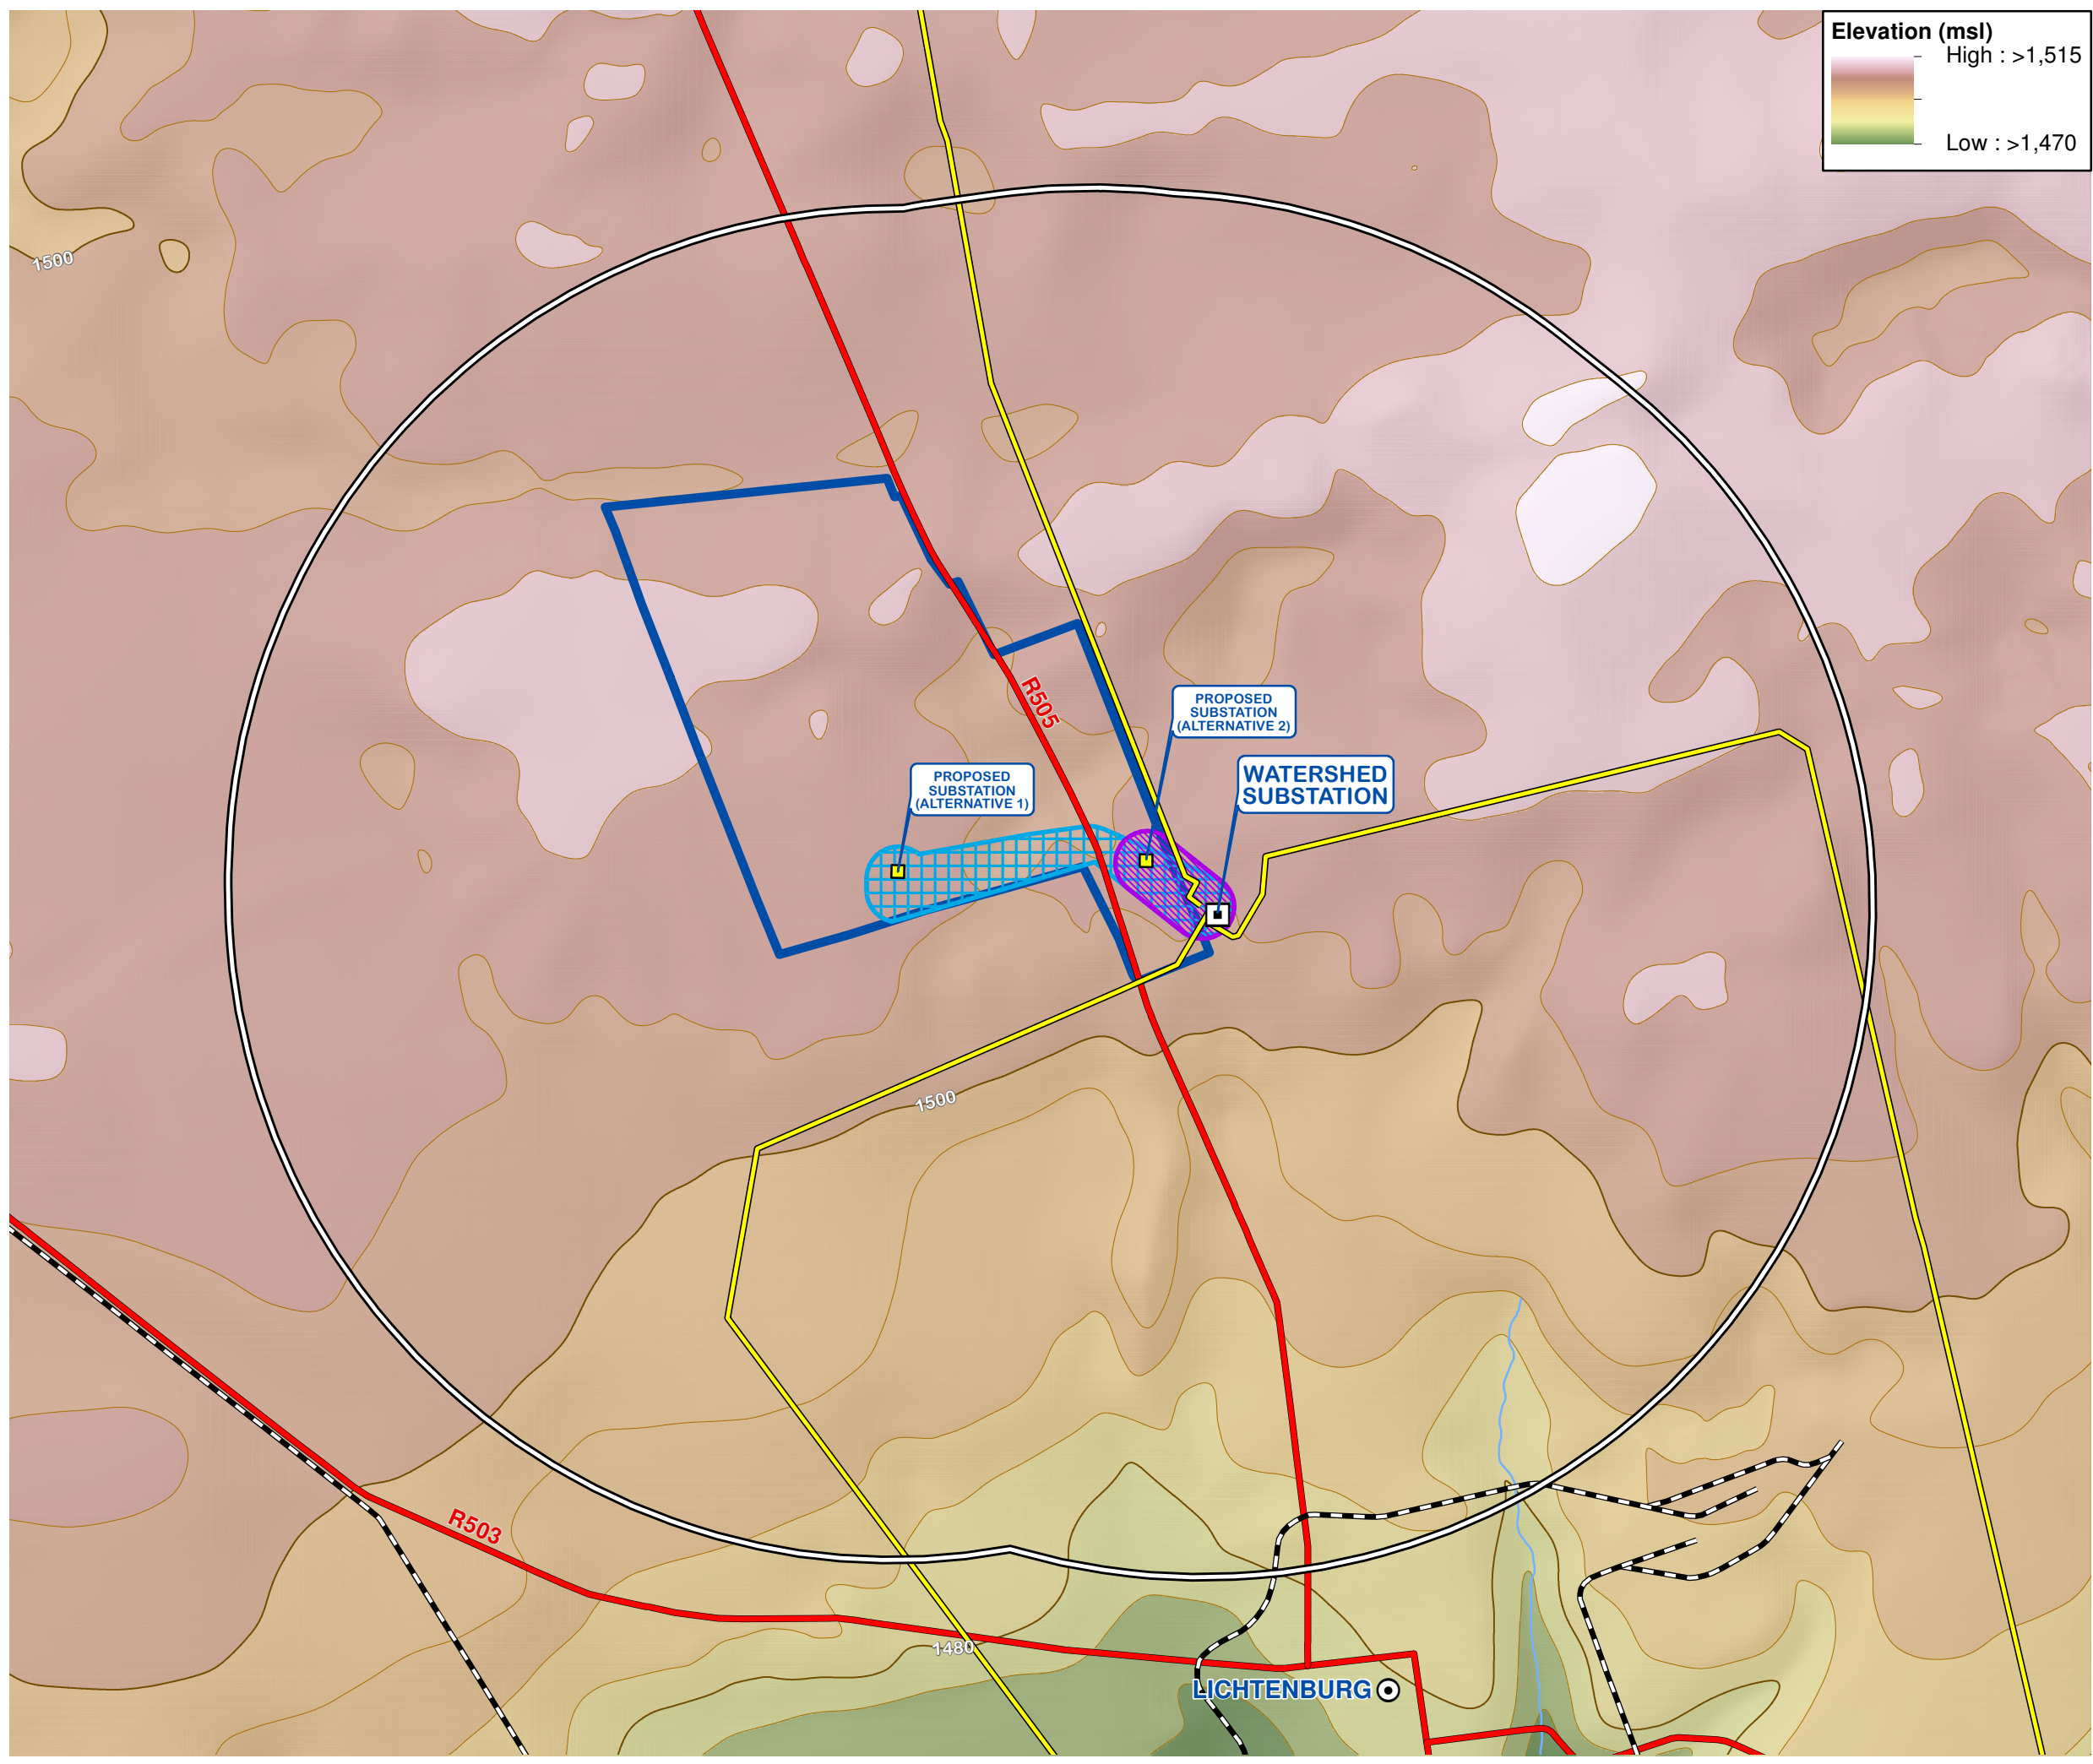 Elevation (msl)
High : >1,515
Low : >1,470
1500
R505
PROPOSED
SUBSTATION
(ALTERNATIVE 2)
WATERSHED
SUBSTATION
PROPOSED
SUBSTATION
(ALTERNATIVE 1)
1500
R503
1480
LICHTENBURG